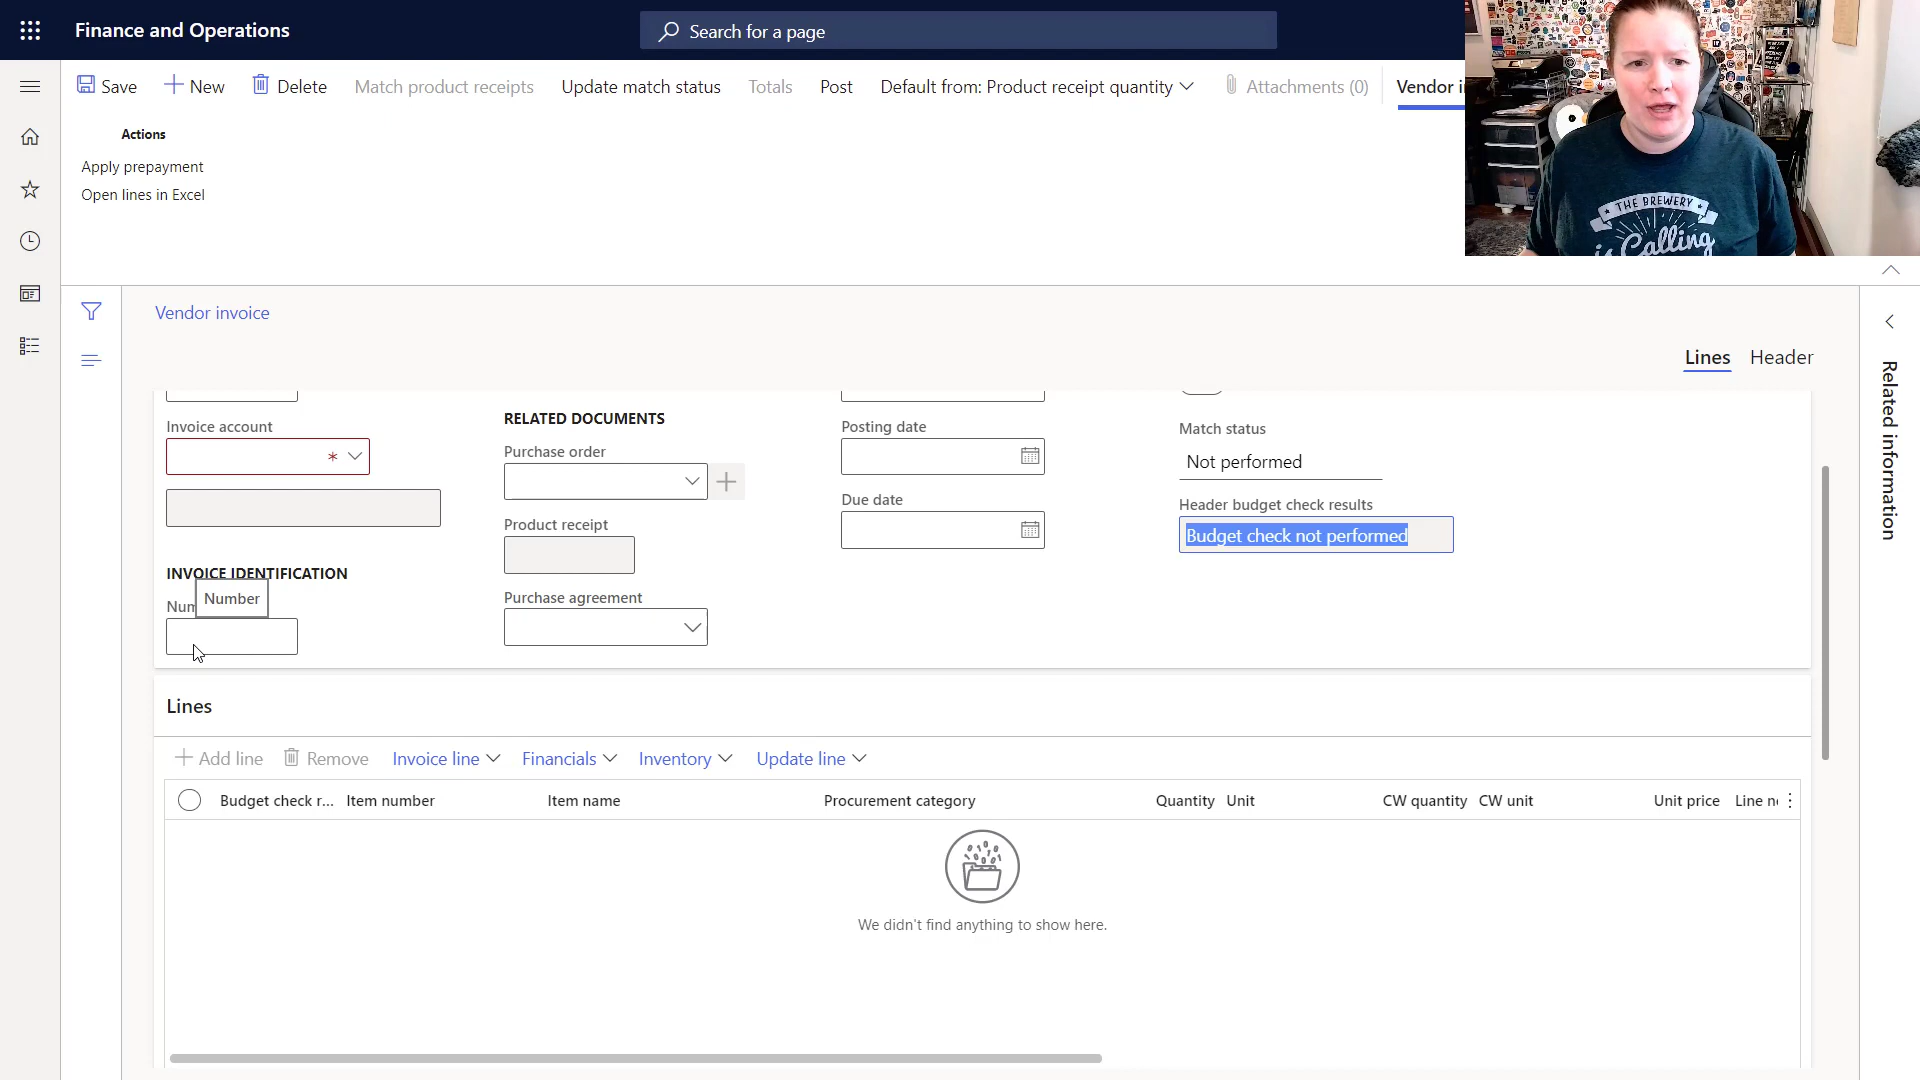 Finance and Operations
Search for a page
Save
New
Delete
Match product receipts
Update match status
Totals
Post
Default from: Product receipt quantity
Attachments (0)
Vendor i
Actions
Apply prepayment
Open lines in Excel
THE BREWERY
is Calling
Vendor invoice
Lines
Header
Related information
Invoice account
*
RELATED DOCUMENTS
Purchase order
Product receipt
Purchase agreement
Posting date
Due date
Match status
Not performed
Header budget check results
Budget check not performed
INVOICE IDENTIFICATION
Num
Number
Lines
Add line
Remove
Invoice line
Financials
Inventory
Update line
Budget check r...
Item number
Item name
Procurement category
Quantity
Unit
CW quantity
CW unit
Unit price
Line n
We didn't find anything to show here.